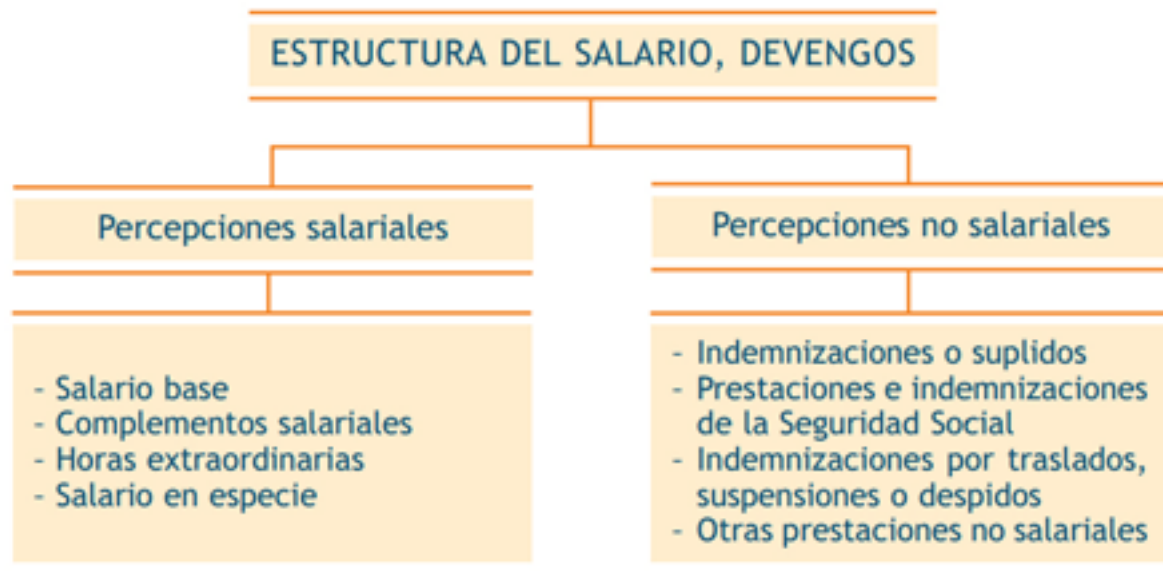 ESTRUCTURA DEL SALARIO, DEVENGOS
Percepciones salariales
- Salario base
- Complementos salariales
- Horas extraordinarias
- Salario en especie
Percepciones no salariales
- Indemnizaciones o suplidos
- Prestaciones e indemnizaciones
de la Seguridad Social
- Indemnizaciones por traslados,
suspensiones o despidos
- Otras prestaciones no salariales